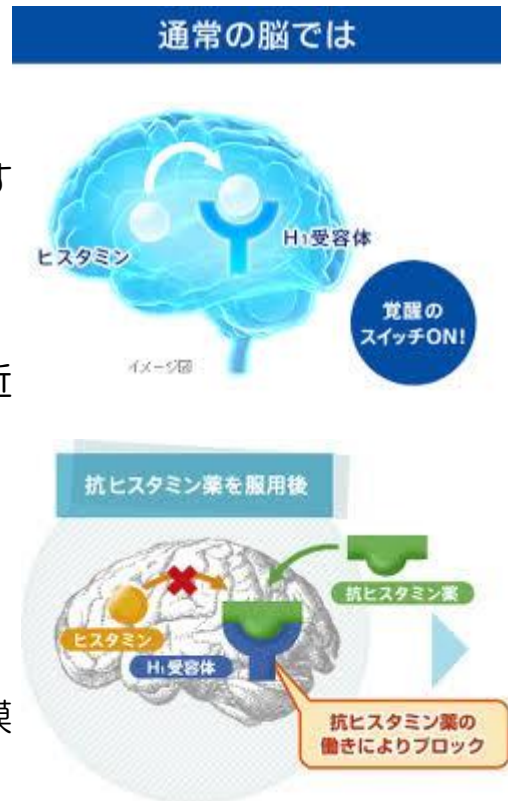 通常の脳では
す
ヒスタミン
H1受容体
覚醒の
スイッチON!
イメージ図
近
抗ヒスタミン薬を服用後
抗ヒスタミン薬
ヒスタミン
H1受容体
膜
抗ヒスタミン薬の
働きによりブロック